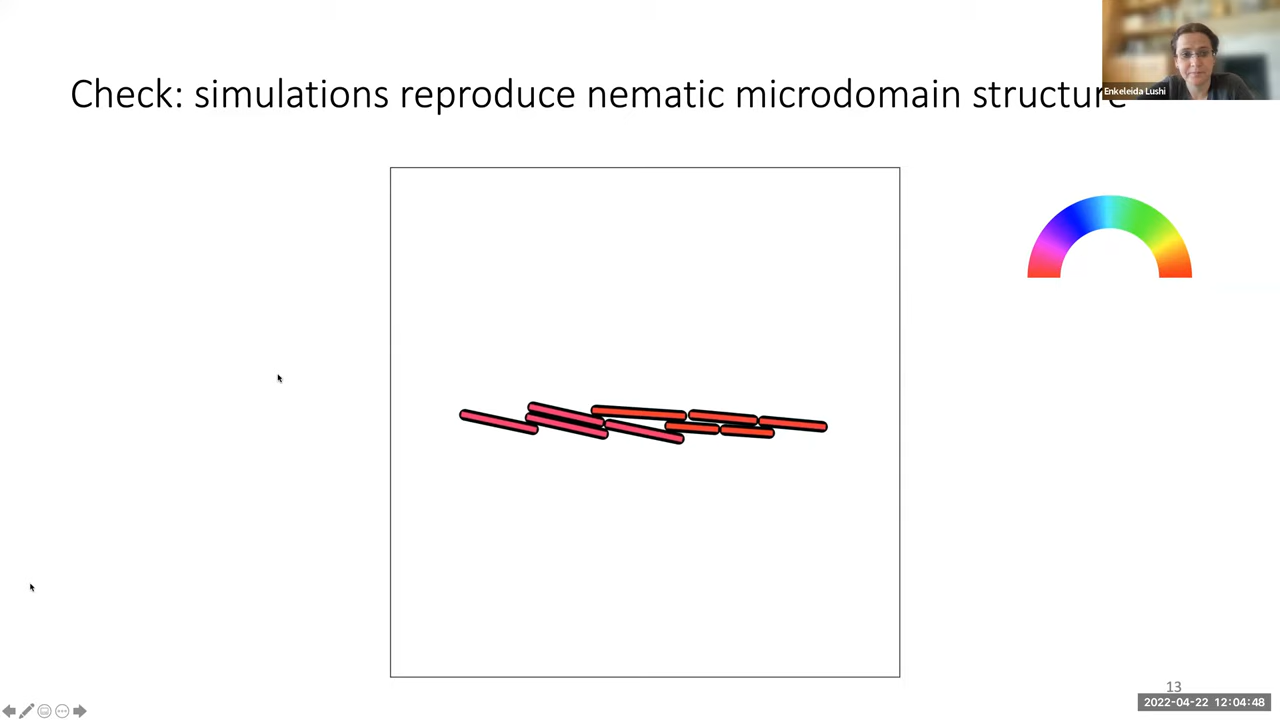 Check: simulations reproduce nematic microdomain structure
Enkeleida Lushi
13
2022-04-22 12:04:48